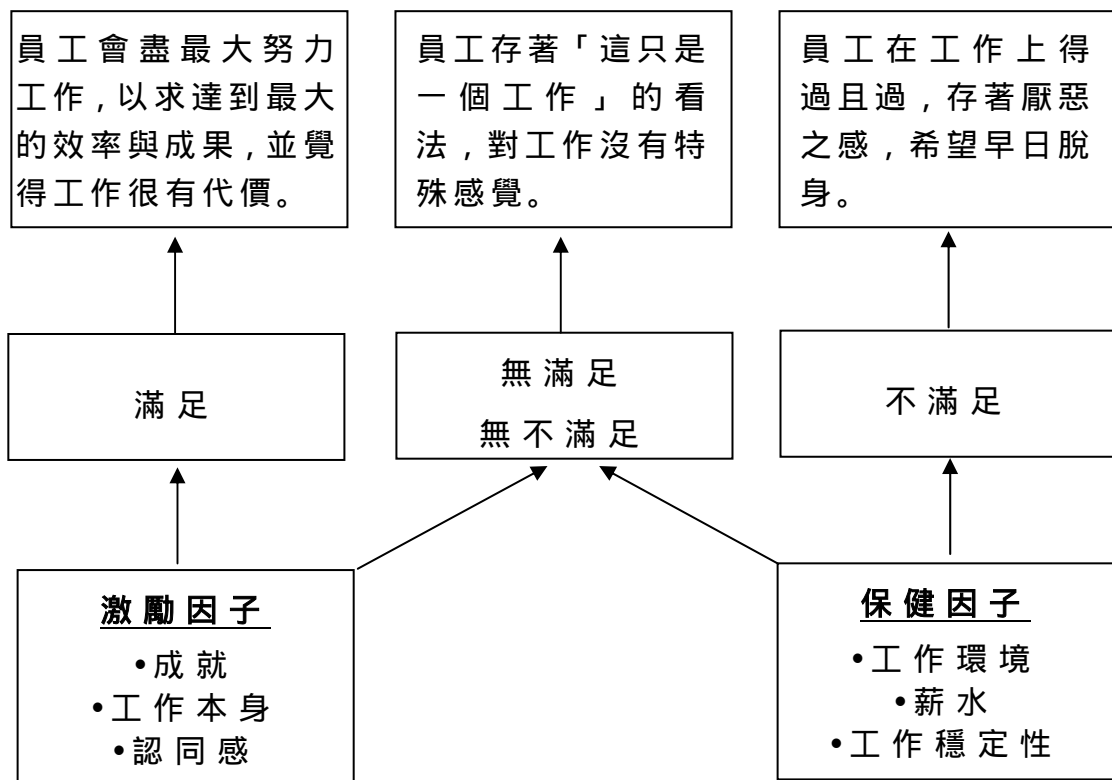 員工會盡最大努力
工作,以求達到最大
的效率與成果,並覺
得工作很有代價。
員工存著「這只是
一個工作」的看
法,對工作沒有特
殊感覺。
員工在工作上得
過且過,存著厭惡
之感,希望早日脫
身。
滿足
無滿足
無不滿足
不滿足
激勵因子
•成就
•工作本身
•認同感
保健因子
•工作環境
•薪水
•工作穩定性